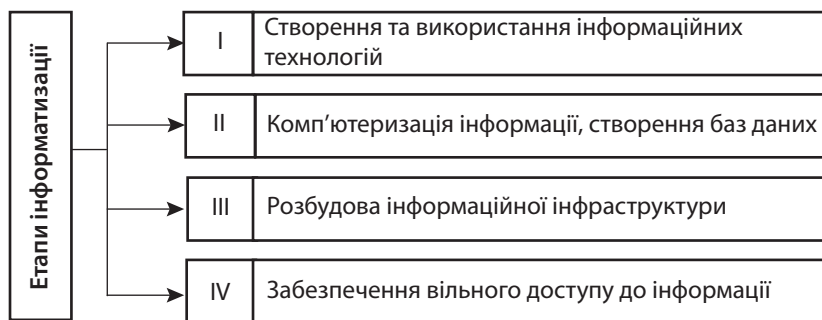 Етапи інформатизації
I
Створення та використання інформаційних
технологій
II
Комп’ютеризація інформації, створення баз даних
III
Розбудова інформаційної інфраструктури
IV
Забезпечення вільного доступу до інформації